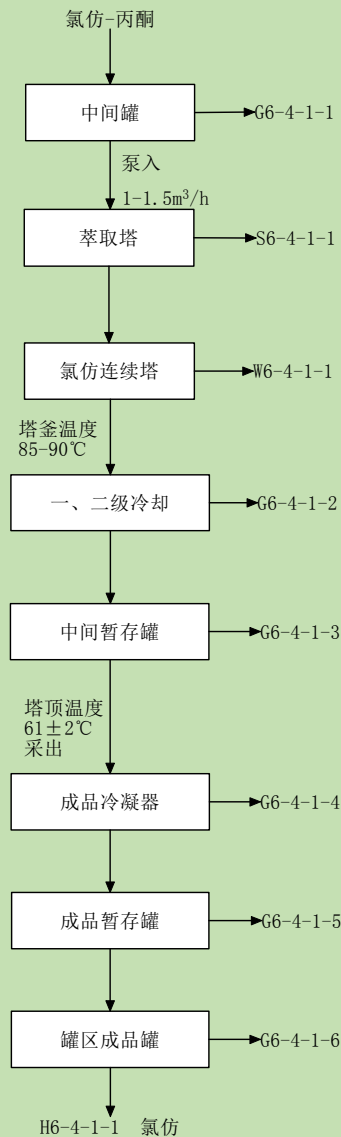 氯仿-丙酮
中间罐
G6-4-1-1
泵入
1-1.5m³/h
萃取塔
S6-4-1-1
氯仿连续塔
W6-4-1-1
塔釜温度
85-90℃
一、二级冷却
G6-4-1-2
中间暂存罐
G6-4-1-3
塔顶温度
61±2℃
采出
成品冷凝器
G6-4-1-4
成品暂存罐
G6-4-1-5
罐区成品罐
G6-4-1-6
H6-4-1-1 氯仿